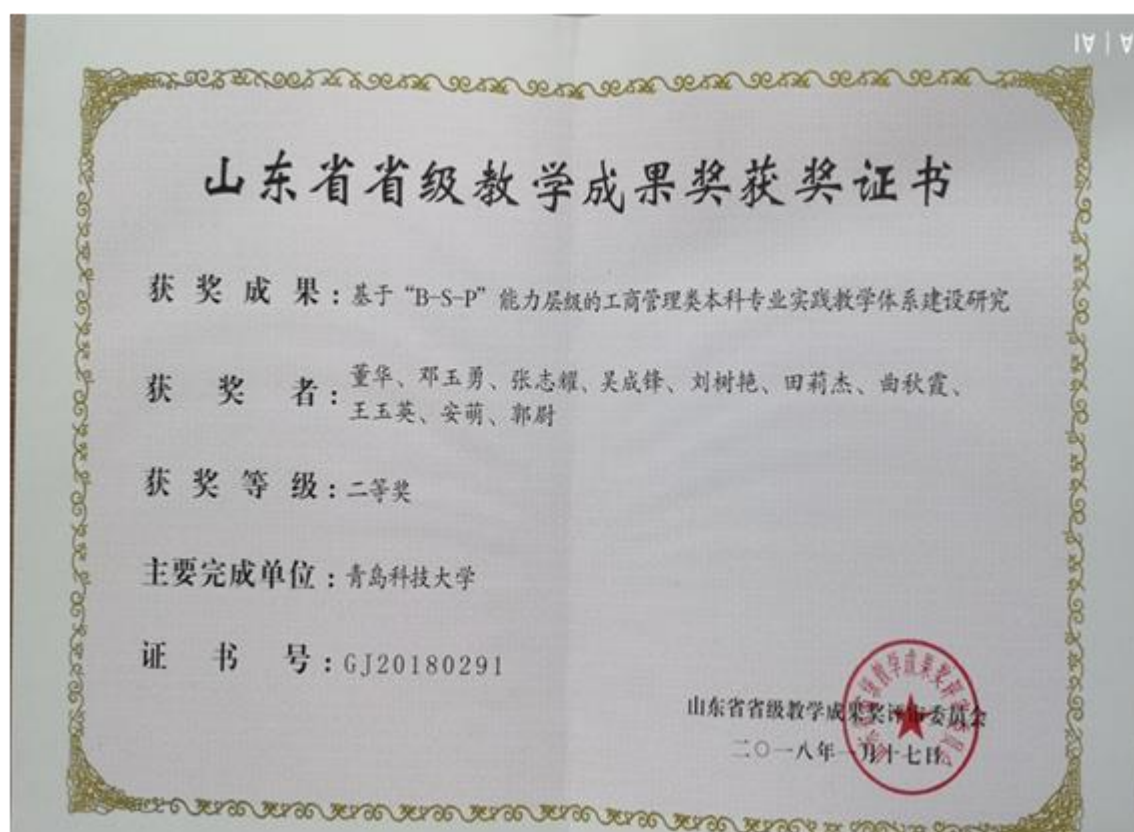 山东省省级教学成果奖获奖证书
获奖成果：基于“B-S-P”能力层级的工商管理类本科专业实践教学体系建设研究
获奖者：董华、邓玉勇、张志耀、吴成锋、刘树艳、田莉杰、曲秋霞、
王玉英、安萌、郭尉
获奖等级：二等奖
主要完成单位：青岛科技大学
证书号：GJ20180291
山东省省级教学成果奖评审委员会
二〇一八年一月十七日